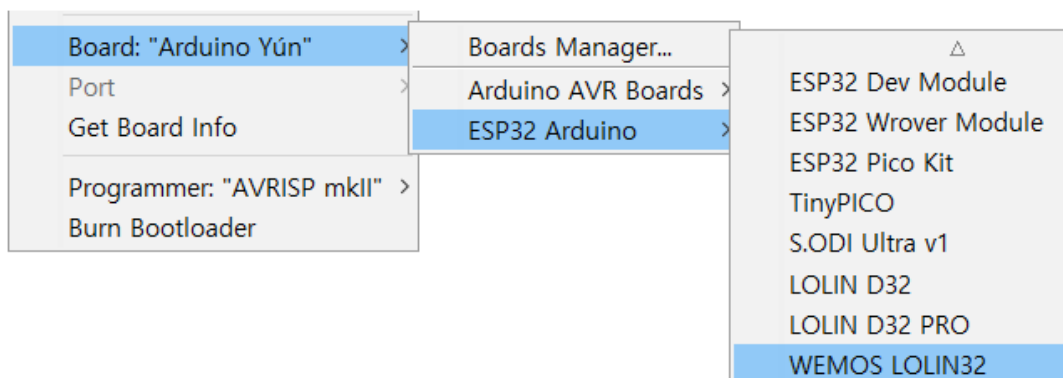 Board: "Arduino Yún"
Port
Get Board Info
Programmer: "AVRISP mkII"
Burn Bootloader
Boards Manager...
Arduino AVR Boards
ESP32 Arduino
ESP32 Dev Module
ESP32 Wrover Module
ESP32 Pico Kit
TinyPICO
S.ODI Ultra v1
LOLIN D32
LOLIN D32 PRO
WEMOS LOLIN32